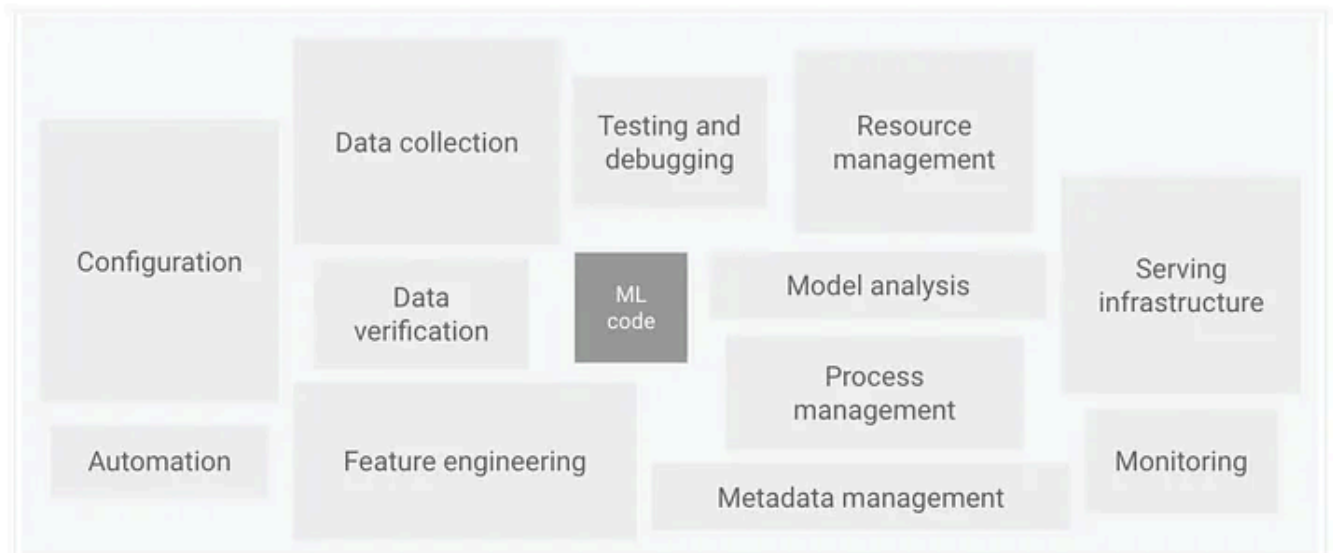 Configuration
Automation
Data collection
Data
verification
Feature engineering
Testing and
debugging
ML
code
Resource
management
Model analysis
Process
management
Metadata management
Serving
infrastructure
Monitoring